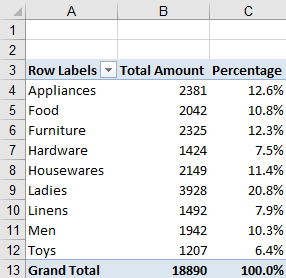 A B C
1
2
3 Row Labels Total Amount Percentage
4 Appliances 2381 12.6%
5 Food 2042 10.8%
6 Furniture 2325 12.3%
7 Hardware 1424 7.5%
8 Housewares 2149 11.4%
9 Ladies 3928 20.8%
10 Linens 1492 7.9%
11 Men 1942 10.3%
12 Toys 1207 6.4%
13 Grand Total 18890 100.0%